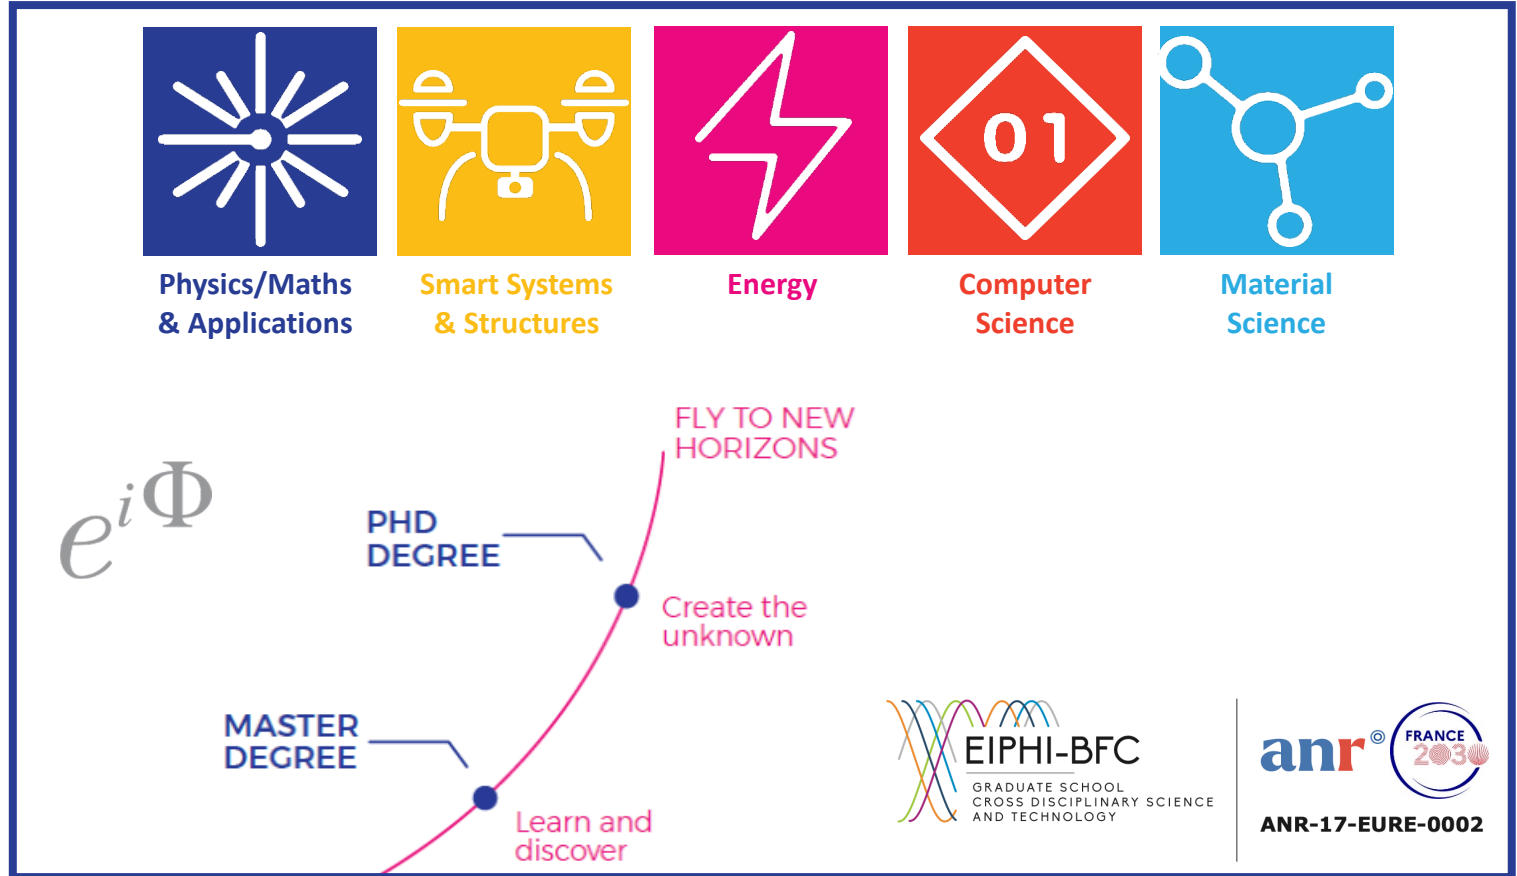 01
Physics/Maths
& Applications
Smart Systems
& Structures
Energy
Computer
Science
Material
Science
FLY TO NEW
HORIZONS
e^{iΦ}
PHD
DEGREE
Create the
unknown
MASTER
DEGREE
Learn and
discover
EIPHI-BFC
GRADUATE SCHOOL
CROSS DISCIPLINARY SCIENCE
AND TECHNOLOGY
anr
FRANCE
2030
ANR-17-EURE-0002